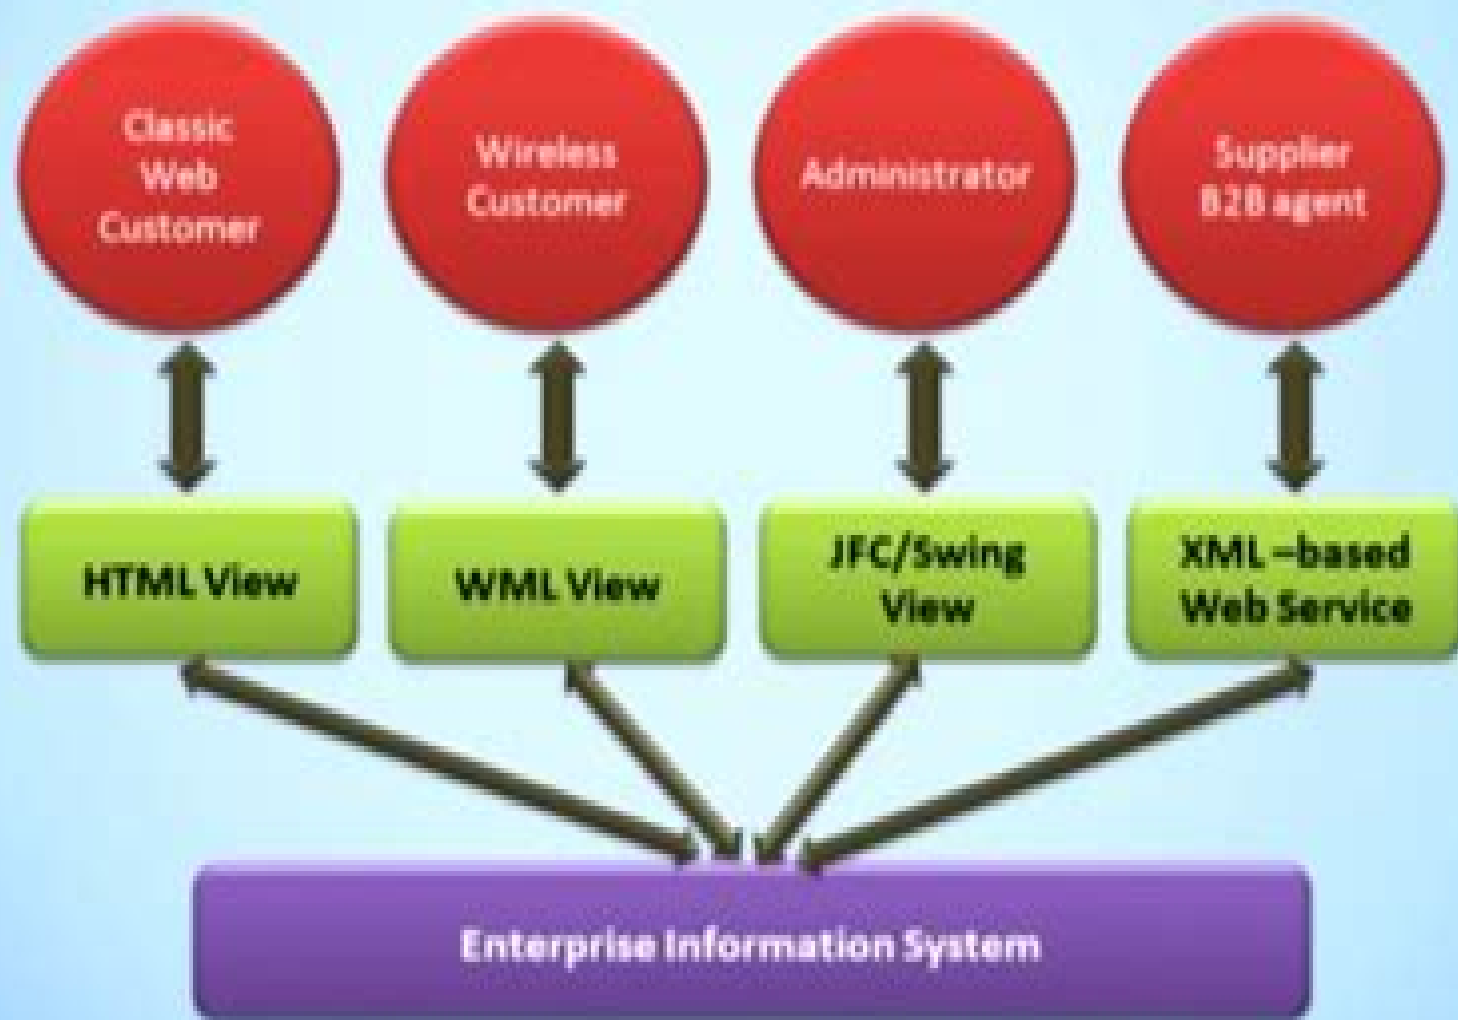 Classic
Web
Customer
Wireless
Customer
Administrator
Supplier
B2B agent
HTML View
WML View
JFC/Swing
View
XML –based
Web Service
Enterprise Information System